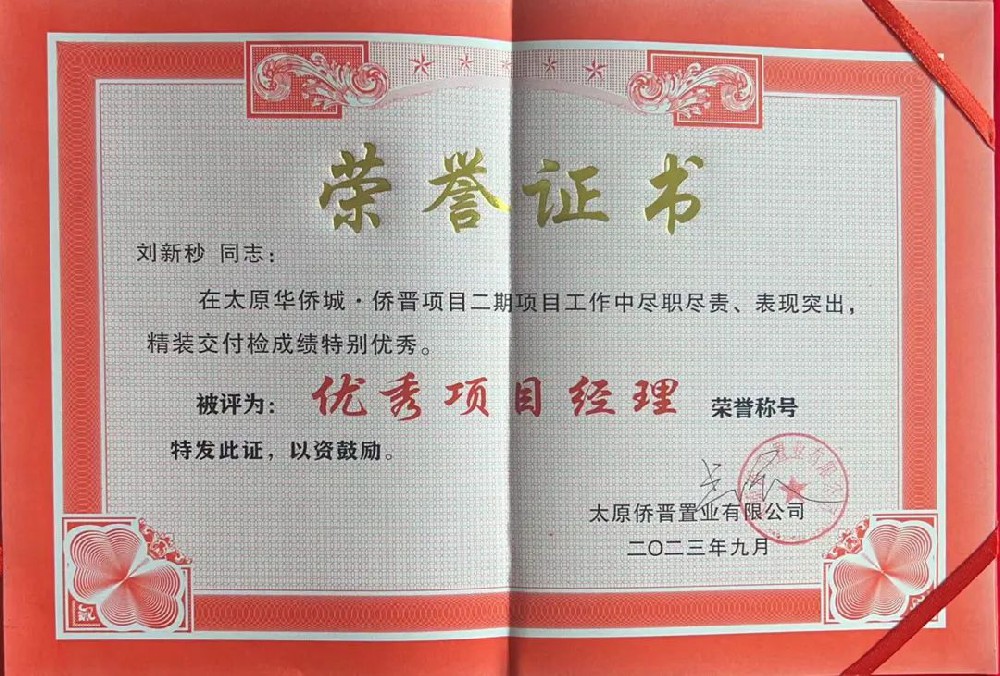 荣誉证书
刘新秒 同志：
在太原华侨城·侨晋项目二期项目工作中尽职尽责、表现突出，
精装交付检成绩特别优秀。
被评为：优秀项目经理 荣誉称号
特发此证，以资鼓励。
太原侨晋置业有限公司
二〇二三年九月